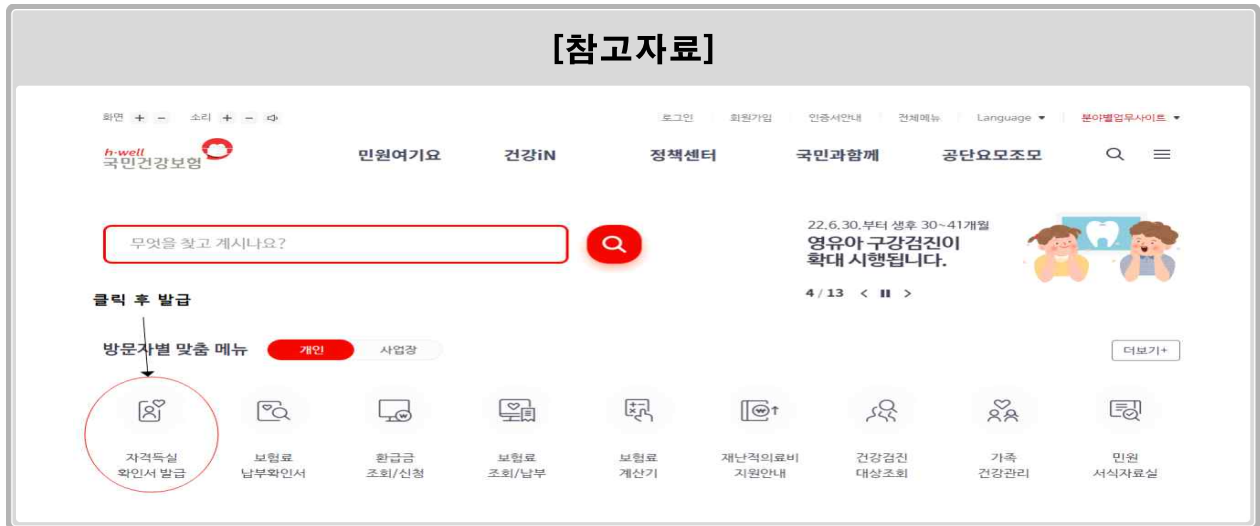 [참고자료]
화면 + - 소리 + -
로그인 회원가입 인증서안내 전체메뉴 Language 분야별업무사이트
h·well
국민건강보험
민원여기요 건강iN 정책센터 국민과함께 공단요모조모
무엇을 찾고 계시나요?
22.6.30.부터 생후 30~41개월
영유아 구강검진이
확대 시행됩니다.
4/13 < >
클릭 후 발급
방문자별 맞춤 메뉴 개인 사업장 더보기+
자격득실 확인서 발급
보험료 납부확인서
환급금 조회/신청
보험료 조회/납부
보험료 계산기
재난적의료비 지원안내
건강검진 대상조회
가족 건강관리
민원 서식자료실